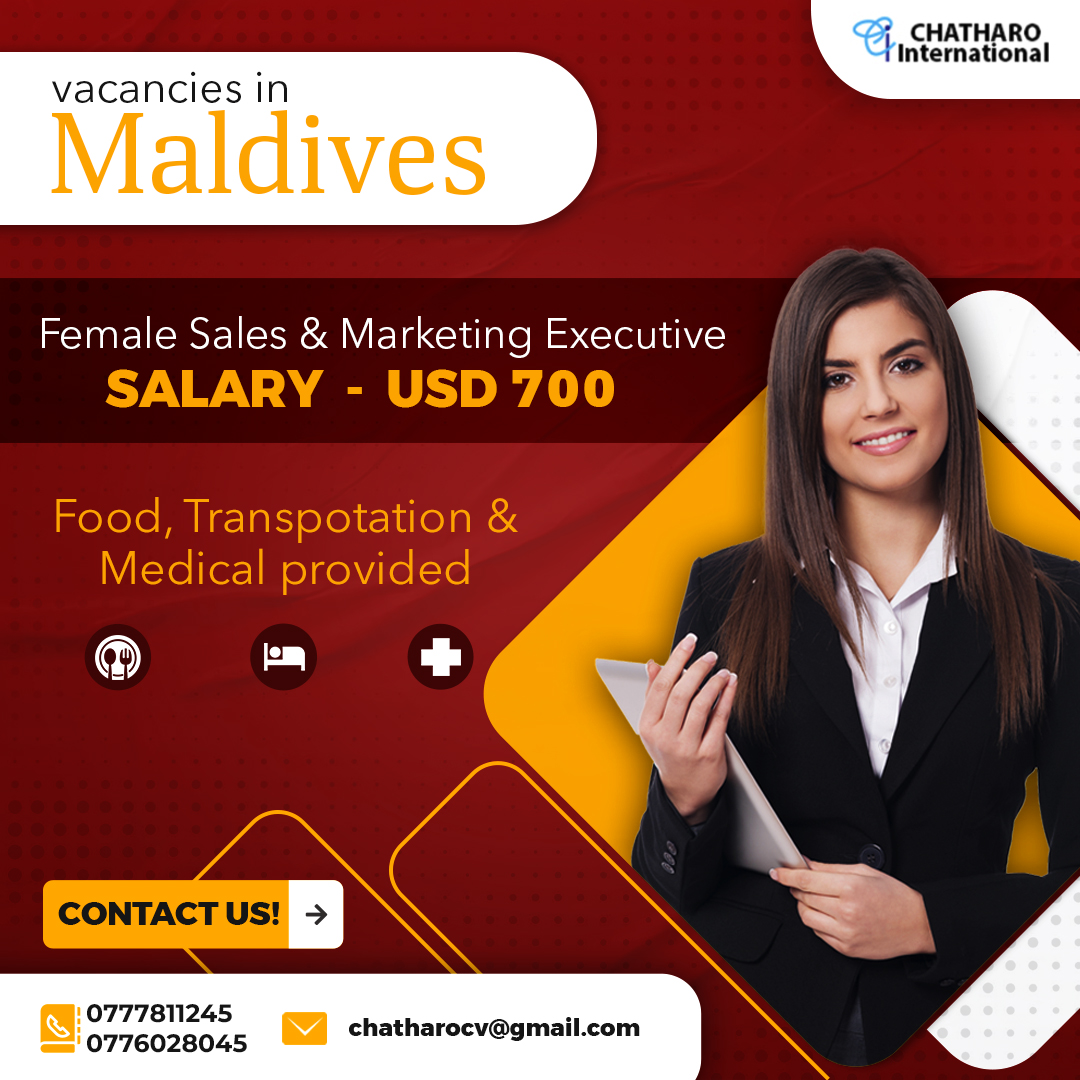 CHATHARO
International
vacancies in
Maldives
Female Sales & Marketing Executive
SALARY - USD 700
Food, Transpotation &
Medical provided
CONTACT US!
0777811245
0776028045
chatharocv@gmail.com